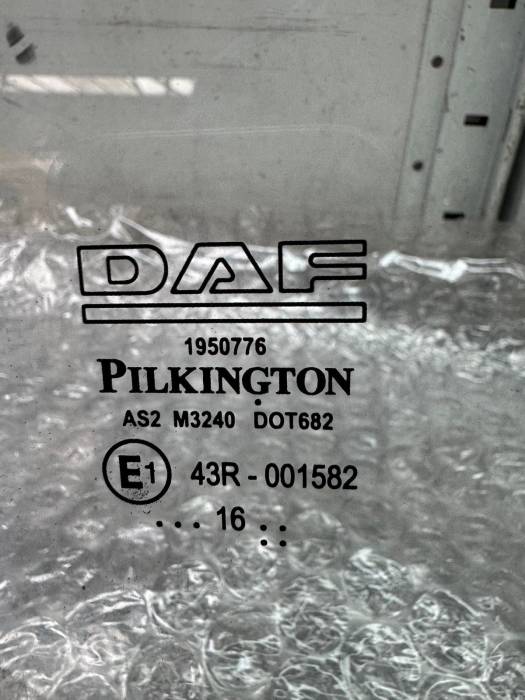 DAF
1950776
PILKINGTON
AS2 M3240 DOT682
E1 43R - 001582
... 16 . : :